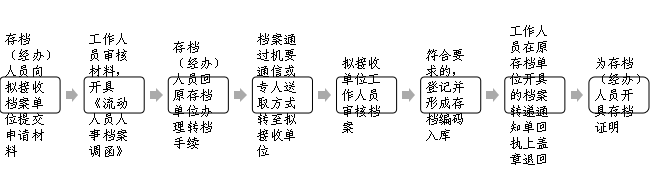 存档
（经办）
人员向
拟接收
档案单
位提交
申请材
料
工作人
员审核
材料，
开具
《流动
人员人
事档案
调函》
存档
（经办）
人员回
原存档
单位办
理转档
手续
档案通
过机要
通信或
专人送
取方式
转至拟
接收单
位
拟接收
单位工
作人员
审核档
案
符合要
求的，
登记并
形成存
档编码
入库
工作人
员在原
存档单
位开具
的档案
转递通
知单回
执上盖
章退回
为存档
（经办）
人员开
具存档
证明